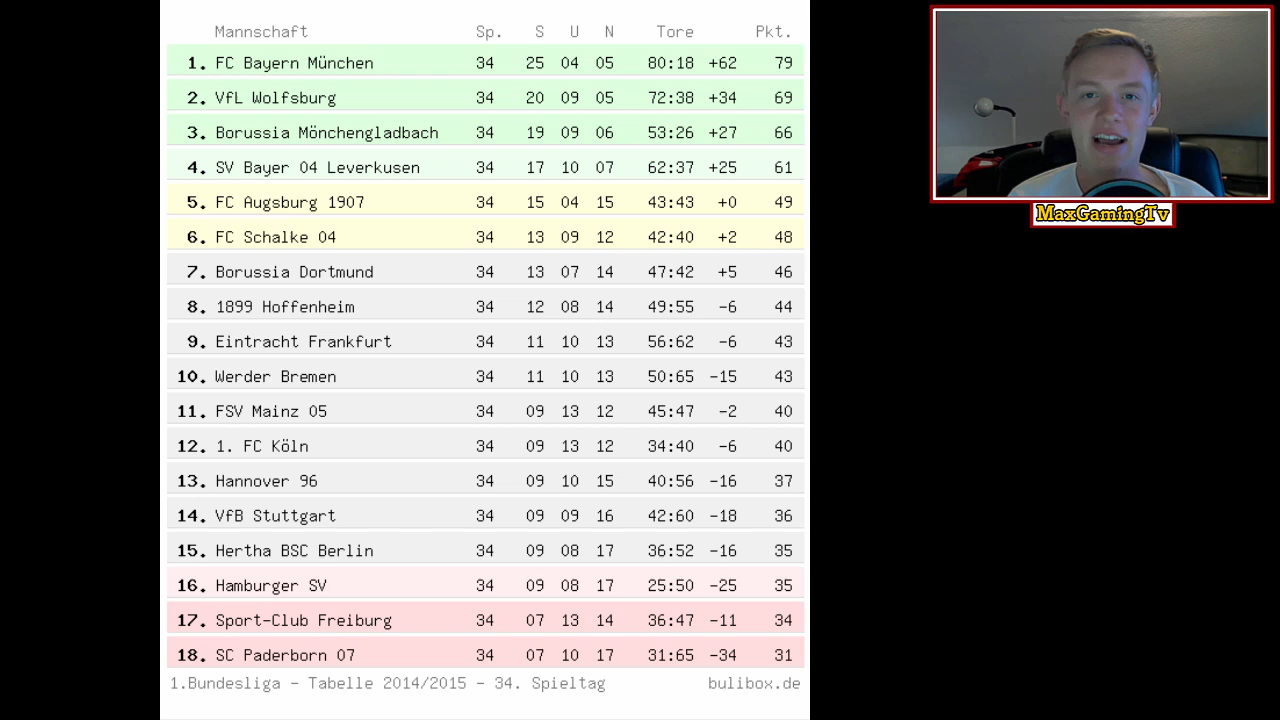 Mannschaft Sp. S U N Tore Pkt.
1. FC Bayern München 34 25 04 05 80:18 +62 79
2. VfL Wolfsburg 34 20 09 05 72:38 +34 69
3. Borussia Mönchengladbach 34 19 09 06 53:26 +27 66
4. SV Bayer 04 Leverkusen 34 17 10 07 62:37 +25 61
5. FC Augsburg 1907 34 15 04 15 43:43 +0 49
6. FC Schalke 04 34 13 09 12 42:40 +2 48
7. Borussia Dortmund 34 13 07 14 47:42 +5 46
8. 1899 Hoffenheim 34 12 08 14 49:55 -6 44
9. Eintracht Frankfurt 34 11 10 13 56:62 -6 43
10. Werder Bremen 34 11 10 13 50:65 -15 43
11. FSV Mainz 05 34 09 13 12 45:47 -2 40
12. 1. FC Köln 34 09 13 12 34:40 -6 40
13. Hannover 96 34 09 10 15 40:56 -16 37
14. VfB Stuttgart 34 09 09 16 42:60 -18 36
15. Hertha BSC Berlin 34 09 08 17 36:52 -16 35
16. Hamburger SV 34 09 08 17 25:50 -25 35
17. Sport-Club Freiburg 34 07 13 14 36:47 -11 34
18. SC Paderborn 07 34 07 10 17 31:65 -34 31
1.Bundesliga - Tabelle 2014/2015 - 34. Spieltag bulibox.de
MaxGamingTv